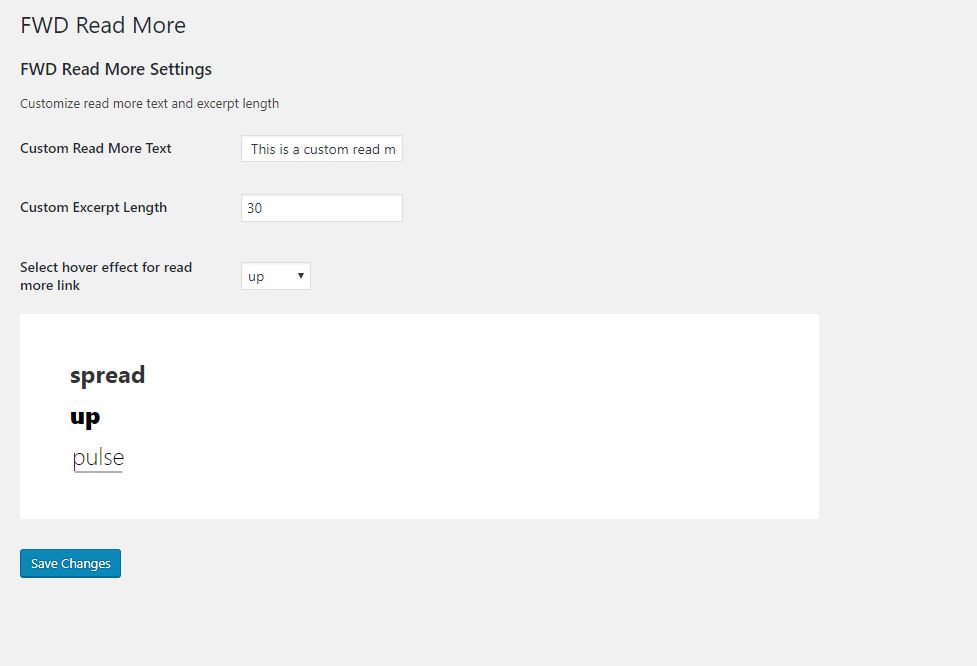 FWD Read More
FWD Read More Settings
Customize read more text and excerpt length
Custom Read More Text
This is a custom read m
Custom Excerpt Length
30
Select hover effect for read
more link
up
spread
up
pulse
Save Changes